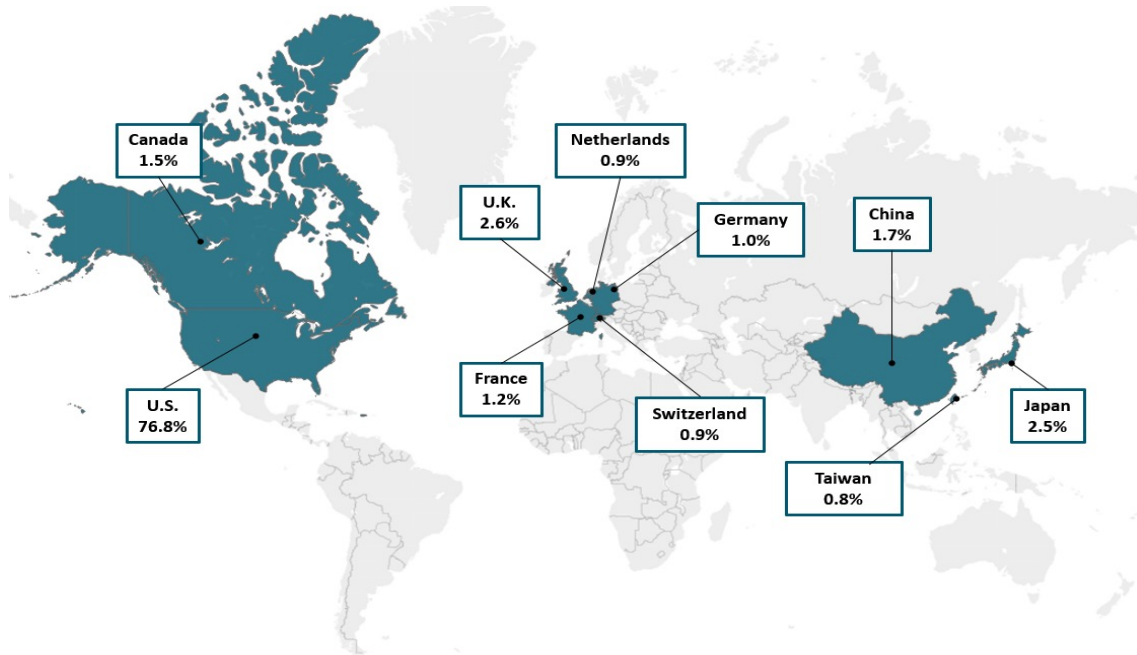 Canada
1.5%
Netherlands
0.9%
U.K.
2.6%
Germany
1.0%
China
1.7%
France
1.2%
Switzerland
0.9%
U.S.
76.8%
Japan
2.5%
Taiwan
0.8%